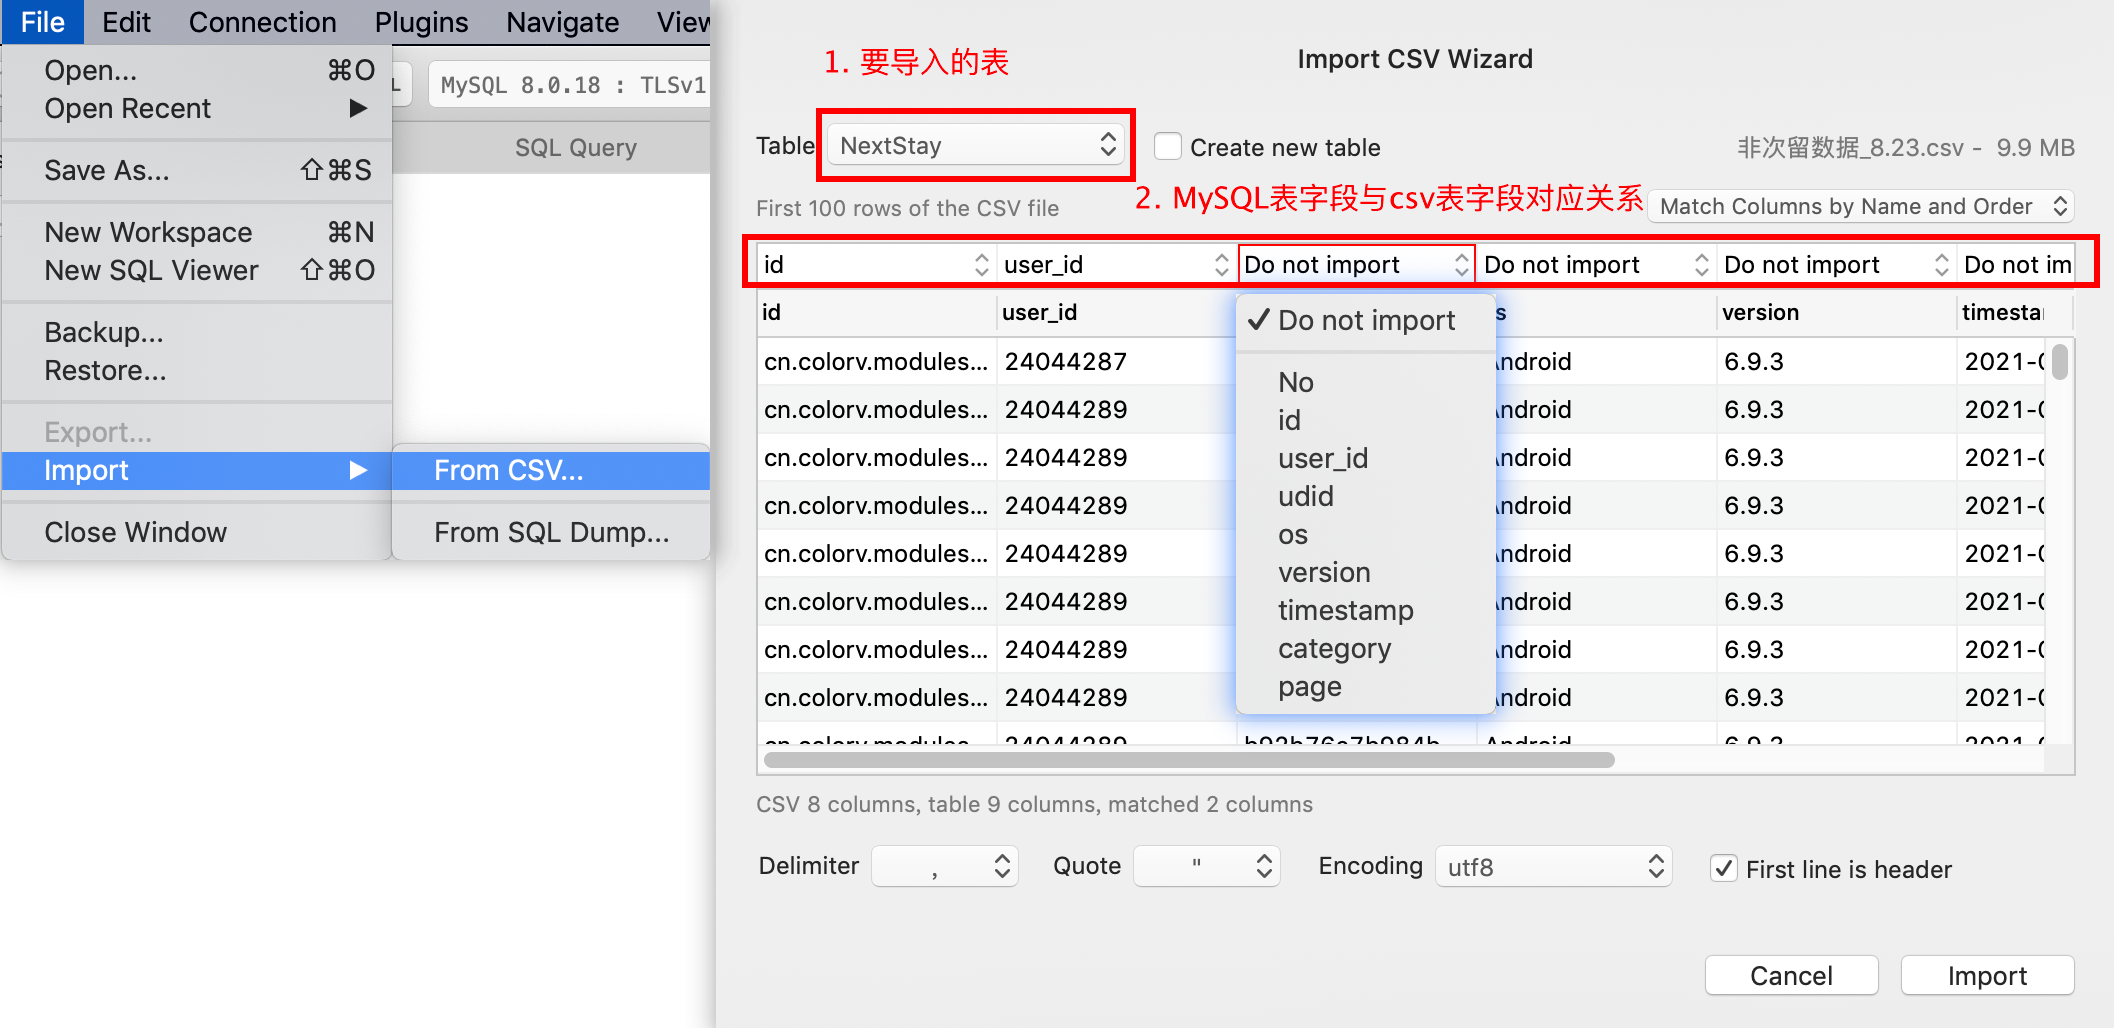 File Edit Connection Plugins Navigate View
Open... ⌘O
Open Recent ▶
Save As... ⇧⌘S
New Workspace ⌘N
New SQL Viewer ⇧⌘O
Backup...
Restore...
Export...
Import ▶
Close Window
From CSV...
From SQL Dump...
MySQL 8.0.18 : TLSv1
SQL Query
1. 要导入的表
Import CSV Wizard
Table NextStay Create new table 非次留数据_8.23.csv - 9.9 MB
First 100 rows of the CSV file
2. MySQL表字段与csv表字段对应关系
Match Columns by Name and Order
id user_id Do not import Do not import Do not import Do not im
id user_id s version timesta
cn.colorv.modules... 24044287 ndroid 6.9.3 2021-0
cn.colorv.modules... 24044289 ndroid 6.9.3 2021-0
cn.colorv.modules... 24044289 ndroid 6.9.3 2021-0
cn.colorv.modules... 24044289 ndroid 6.9.3 2021-0
cn.colorv.modules... 24044289 ndroid 6.9.3 2021-0
cn.colorv.modules... 24044289 ndroid 6.9.3 2021-0
cn.colorv.modules... 24044289 ndroid 6.9.3 2021-0
cn.colorv.modules... 24044289 ndroid 6.9.3 2021-0
✓ Do not import
No
id
user_id
udid
os
version
timestamp
category
page
CSV 8 columns, table 9 columns, matched 2 columns
Delimiter , Quote " Encoding utf8 ✓ First line is header
Cancel Import